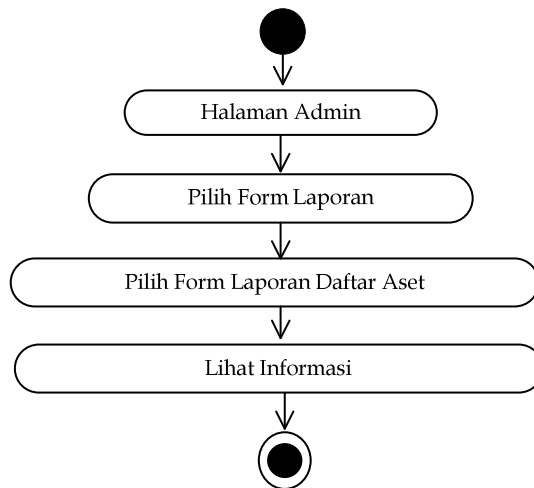 Halaman Admin
Pilih Form Laporan
Pilih Form Laporan Daftar Aset
Lihat Informasi